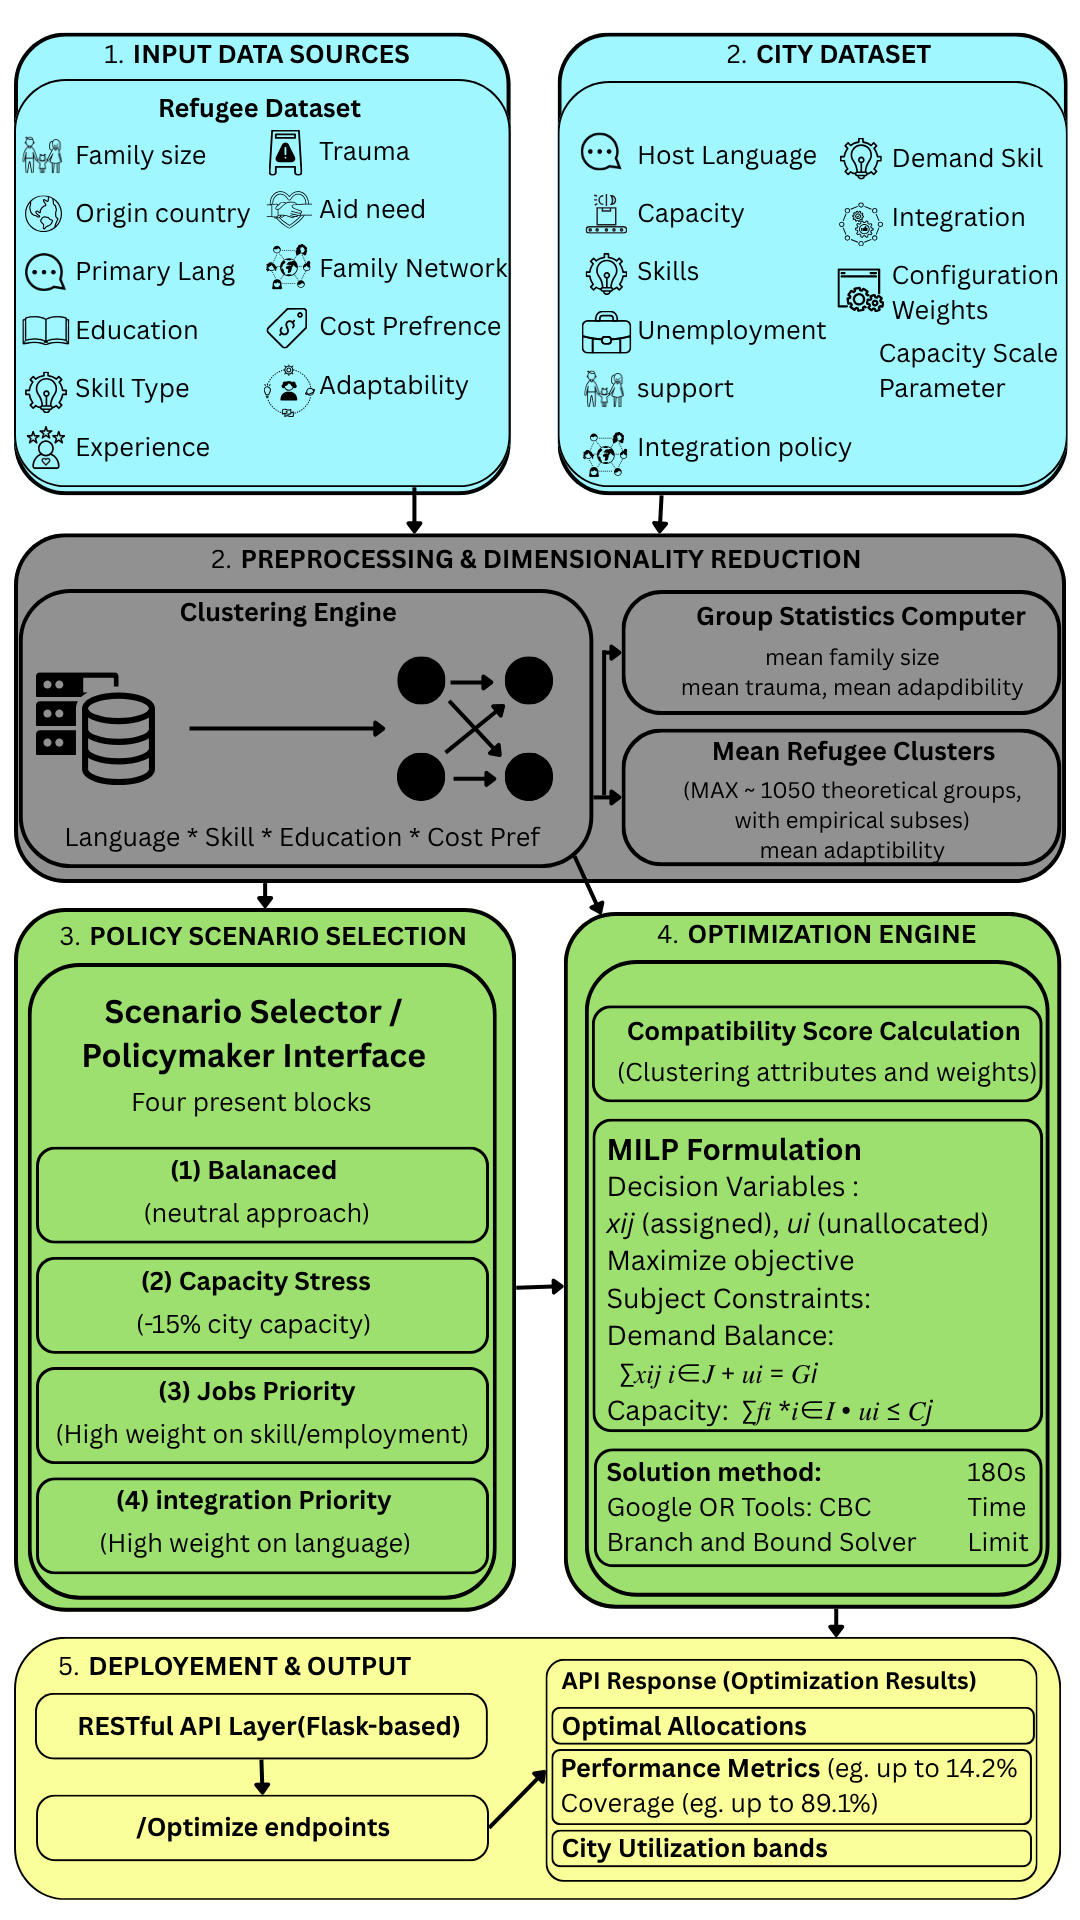 1. INPUT DATA SOURCES
Refugee Dataset
Family size
Origin country
Primary Lang
Education
Skill Type
Experience
Trauma
Aid need
Family Network
Cost Prefrence
Adaptability
2. CITY DATASET
Host Language
Capacity
Skills
Unemployment
support
Integration policy
Demand Skil
Integration
Configuration
Weights
Capacity Scale
Parameter
2. PREPROCESSING & DIMENSIONALITY REDUCTION
Clustering Engine
Language * Skill * Education * Cost Pref
Group Statistics Computer
mean family size
mean trauma, mean adapdibility
Mean Refugee Clusters
(MAX ~ 1050 theoretical groups,
with empirical subses)
mean adaptibility
3. POLICY SCENARIO SELECTION
Scenario Selector /
Policymaker Interface
Four present blocks
(1) Balanaced
(neutral approach)
(2) Capacity Stress
(-15% city capacity)
(3) Jobs Priority
(High weight on skill/employment)
(4) integration Priority
(High weight on language)
4. OPTIMIZATION ENGINE
Compatibility Score Calculation
(Clustering attributes and weights)
MILP Formulation
Decision Variables :
xij (assigned), ui (unallocated)
Maximize objective
Subject Constraints:
Demand Balance:
∑xij i∈J + ui = Gi
Capacity: ∑fi *i∈I • ui ≤ Cj
Solution method: 180s
Google OR Tools: CBC Time
Branch and Bound Solver Limit
5. DEPLOYEMENT & OUTPUT
RESTful API Layer(Flask-based)
/Optimize endpoints
API Response (Optimization Results)
Optimal Allocations
Performance Metrics (eg. up to 14.2%
Coverage (eg. up to 89.1%)
City Utilization bands